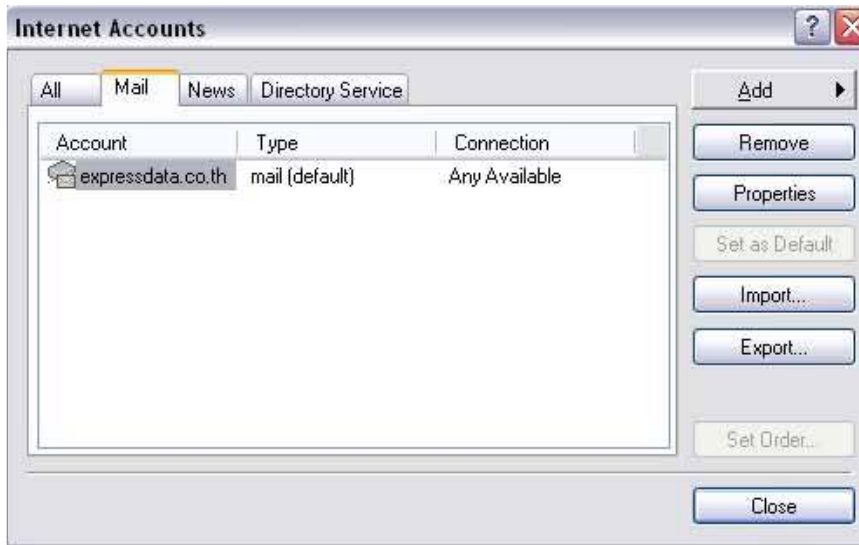 Internet Accounts
All Mail News Directory Service
Add
Account Type Connection
Remove
expressdata.co.th mail (default) Any Available
Properties
Set as Default
Import...
Export...
Set Order...
Close